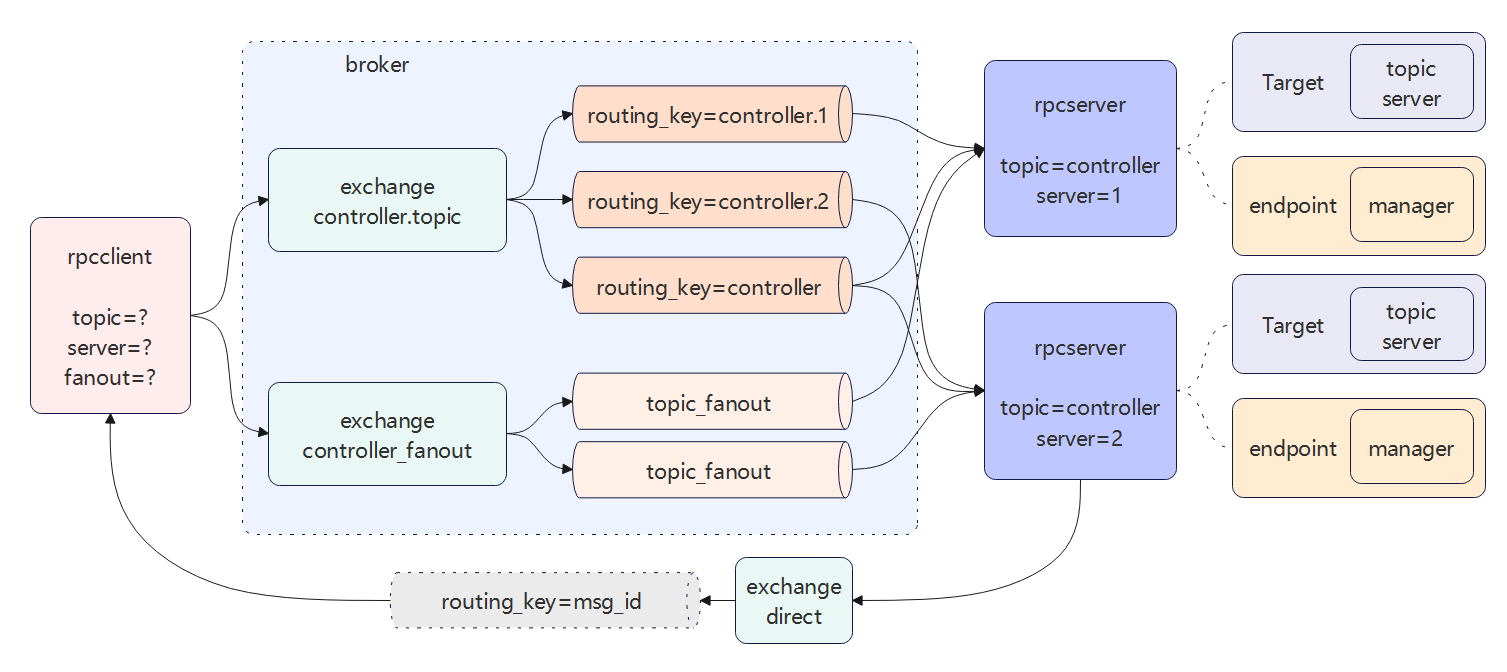 broker
rpcclient
topic=?
server=?
fanout=?
exchange
controller.topic
exchange
controller_fanout
routing_key=controller.1
routing_key=controller.2
routing_key=controller
topic_fanout
topic_fanout
rpcserver
topic=controller
server=1
rpcserver
topic=controller
server=2
Target
topic
server
endpoint
manager
Target
topic
server
endpoint
manager
routing_key=msg_id
exchange
direct